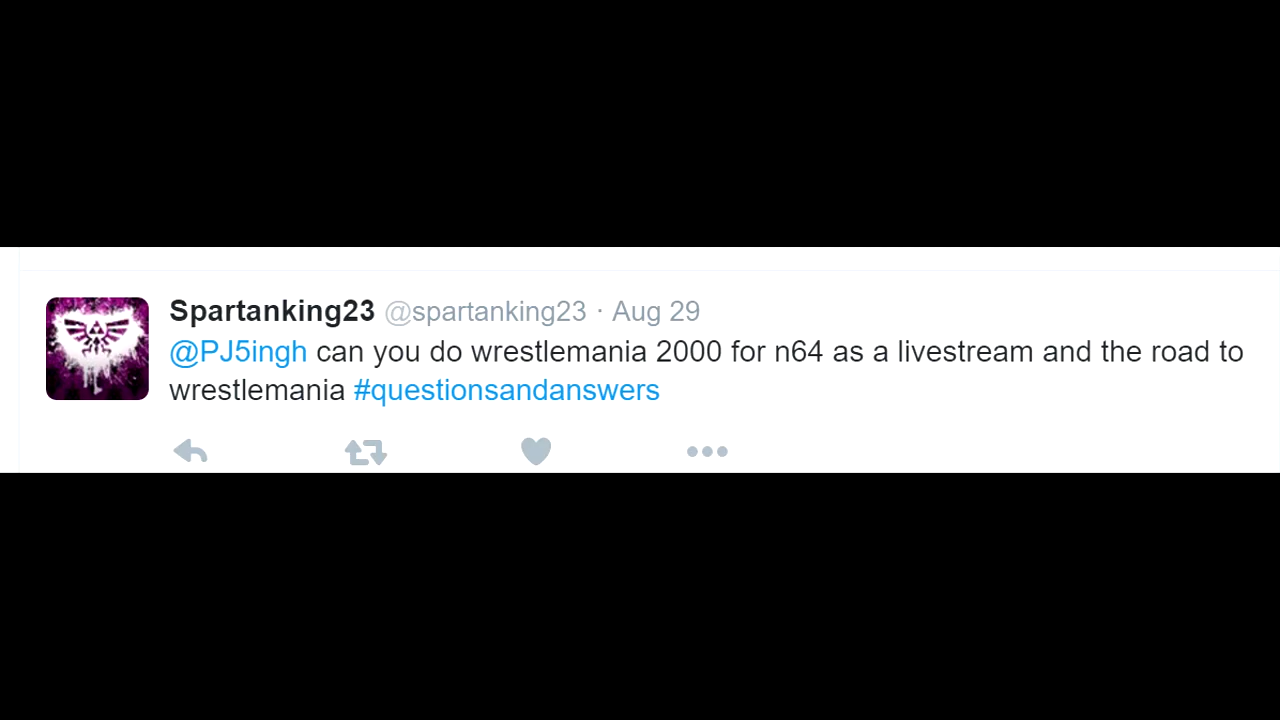 Spartanking23 @spartanking23 · Aug 29
@PJ5ingh can you do wrestlemania 2000 for n64 as a livestream and the road to
wrestlemania #questionsandanswers